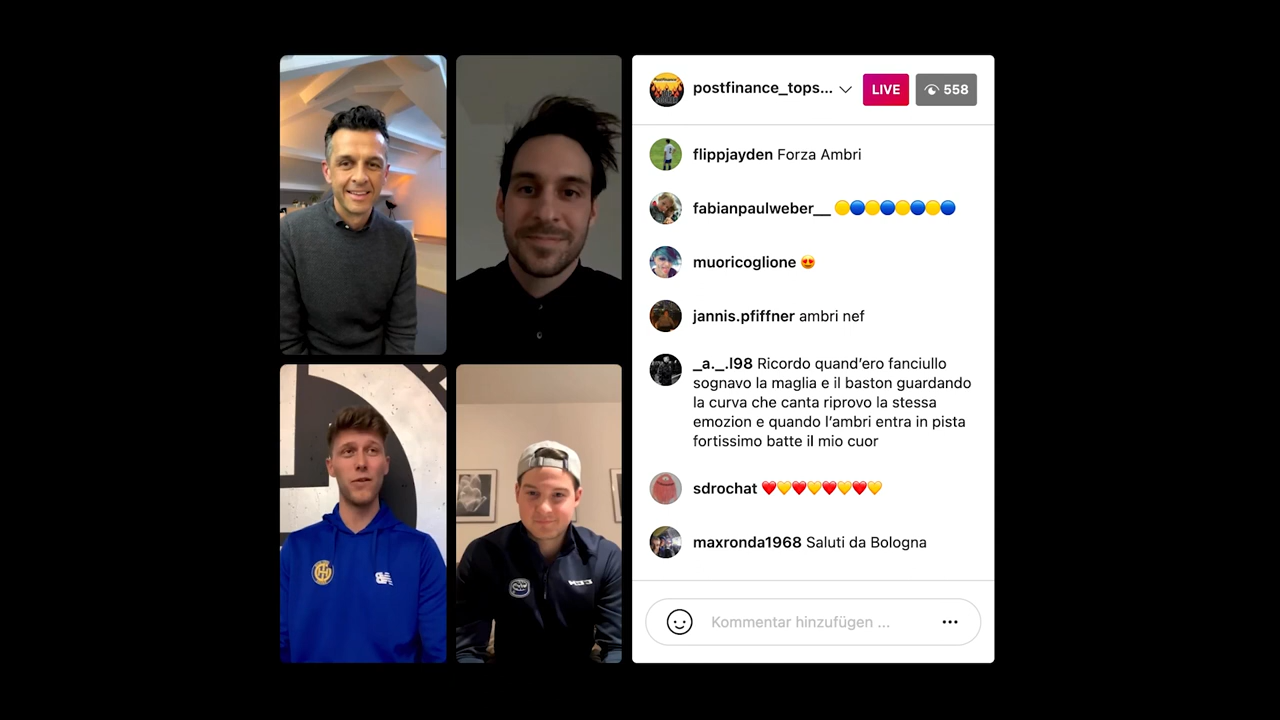 postfinance_tops...
LIVE
558
flippjayden Forza Ambri
fabianpaulweber__ 🟡🔵🟡🔵🟡🔵🟡🔵
muoricoglione 😍
jannis.pfiffner ambri nef
_a._.l98 Ricordo quand’ero fanciullo
sognavo la maglia e il baston guardando
la curva che canta riprovo la stessa
emozion e quando l’ambri entra in pista
fortissimo batte il mio cuor
sdrochat ❤️💛❤️💛❤️💛❤️💛
maxronda1968 Saluti da Bologna
Kommentar hinzufügen ...